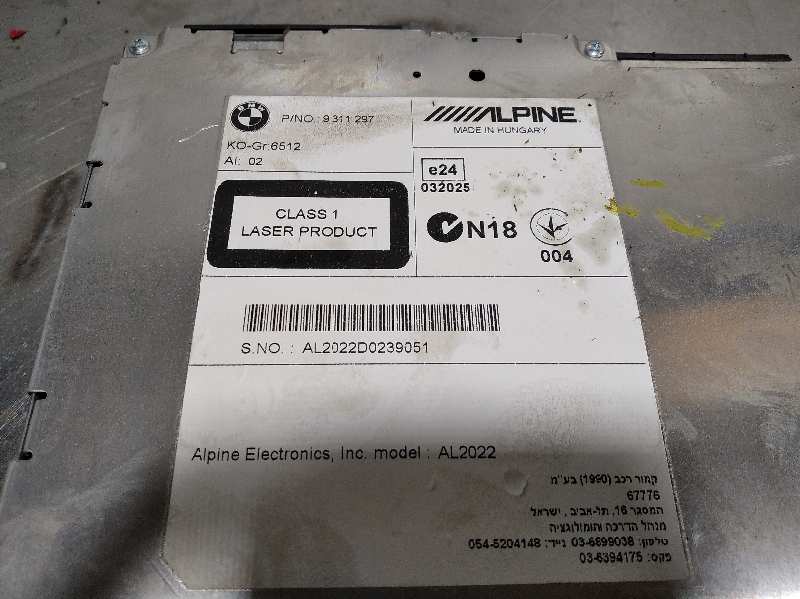 BMW
P/NO.: 9 311 297
KO-Gr:6512
AI: 02
ALPINE
MADE IN HUNGARY
e24
032025
CLASS 1
LASER PRODUCT
N18
004
S.NO. : AL2022D0239051
Alpine Electronics, Inc. model : AL2022
קמור רכב (1990) בע"מ
67776
המסגר 16, תל-אביב, ישראל
מנהל הדרכה והומולוגציה
טלפון: 03-6899038 נייד: 054-5204148
פקס: 03-6394175